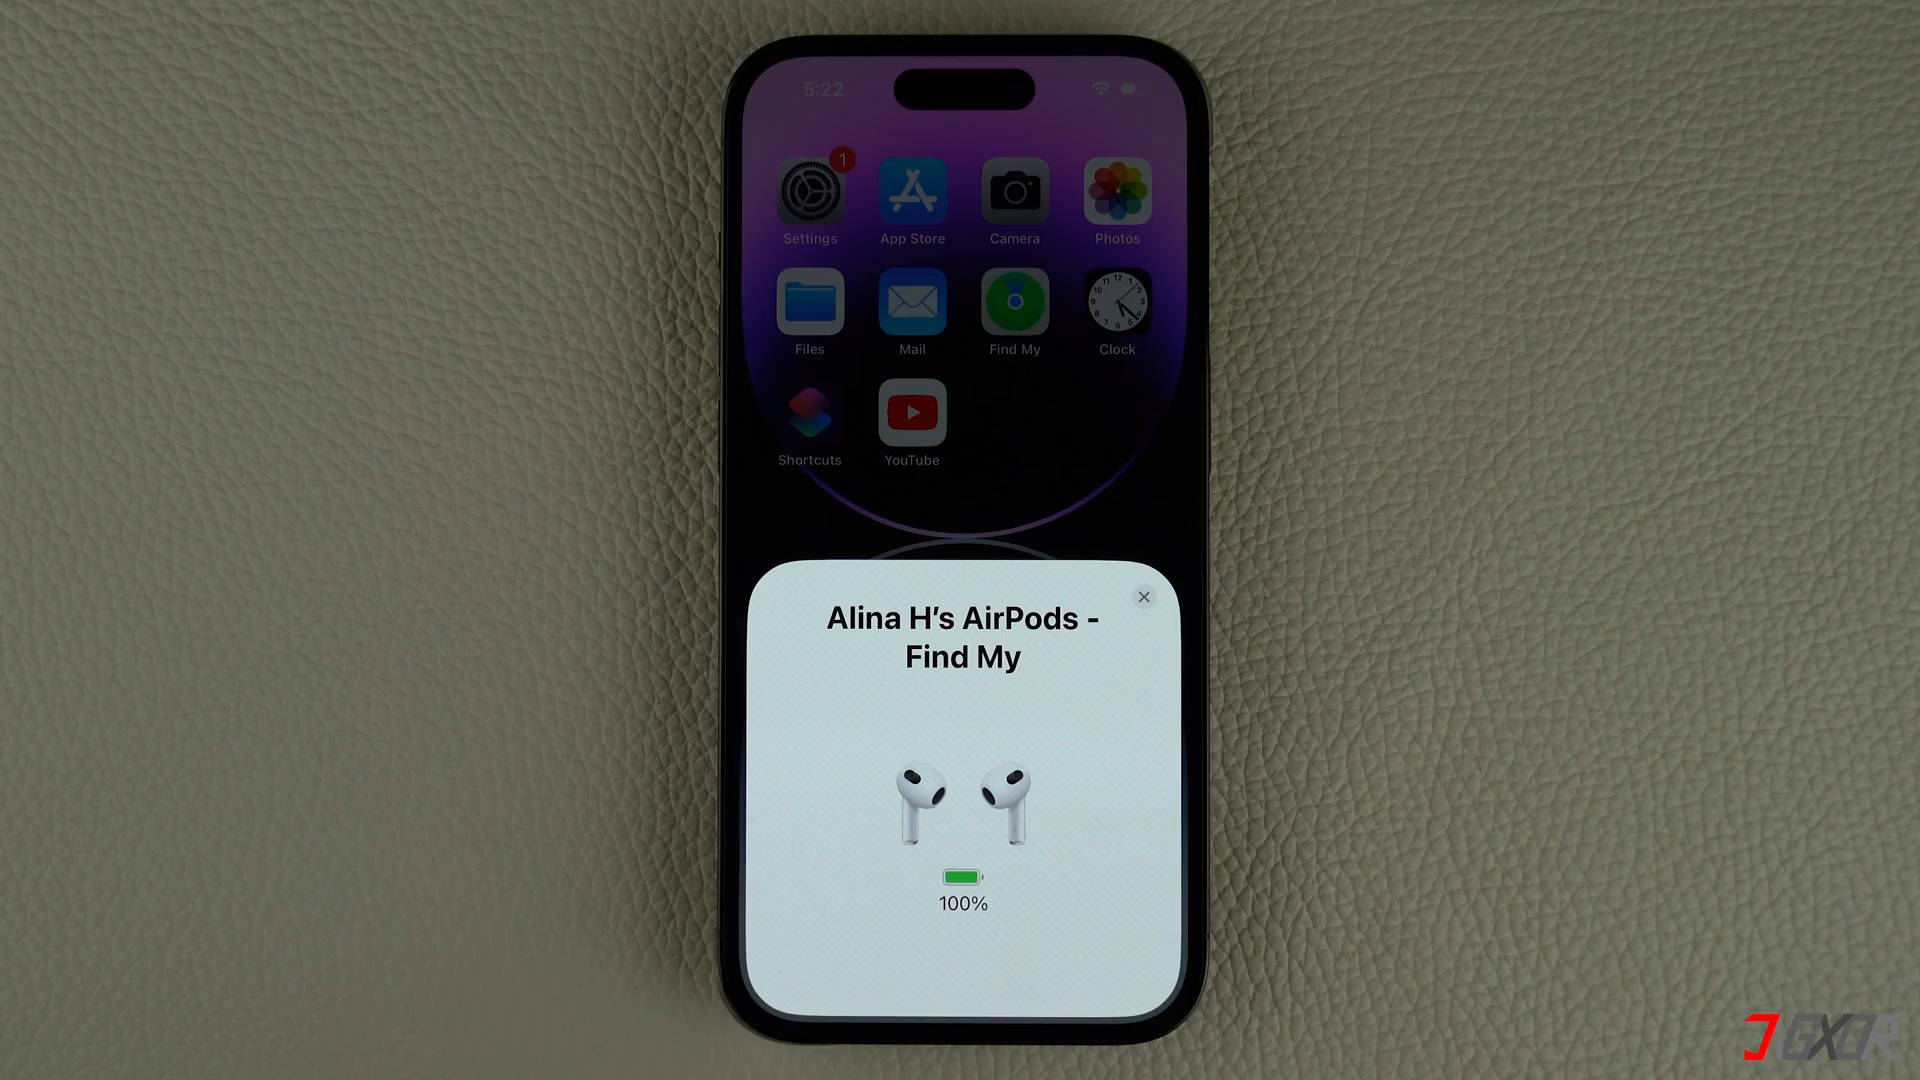 5:22
1
Settings
App Store
Camera
Photos
Files
Mail
Find My
Clock
Shortcuts
YouTube
Alina H’s AirPods -
Find My
100%
JGXOR